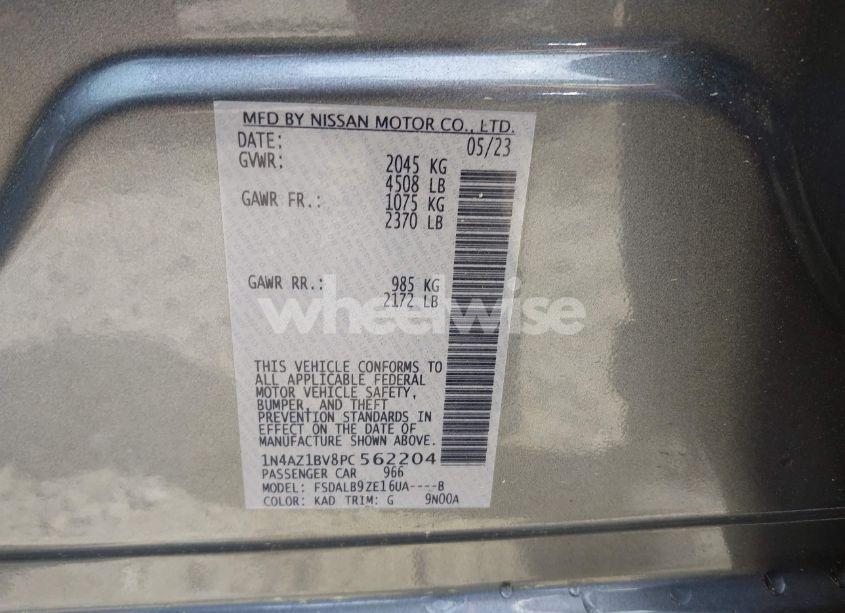 MFD BY NISSAN MOTOR CO., LTD.
DATE: 05/23
GVWR: 2045 KG
4508 LB
GAWR FR.: 1075 KG
2370 LB
GAWR RR.: 985 KG
2172 LB
wheelwise
THIS VEHICLE CONFORMS TO
ALL APPLICABLE FEDERAL
MOTOR VEHICLE SAFETY,
BUMPER, AND THEFT
PREVENTION STANDARDS IN
EFFECT ON THE DATE OF
MANUFACTURE SHOWN ABOVE.
1N4AZ1BV8PC562204
PASSENGER CAR 966
MODEL: FSDALB9ZE16UA----B
COLOR: KAD TRIM: G 9N00A